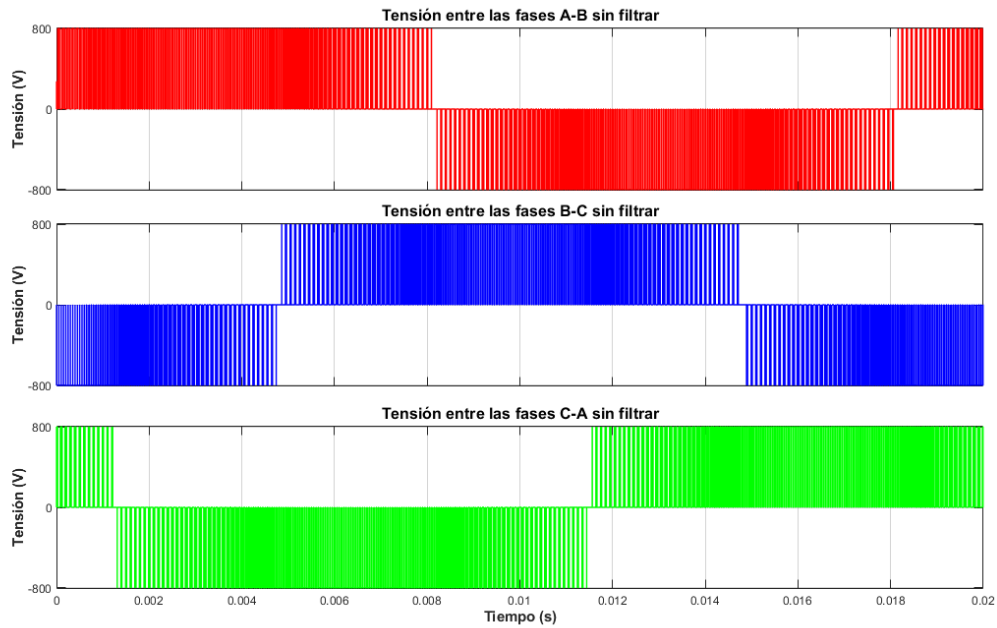 Tensión entre las fases A-B sin filtrar
800
0
-800
Tensión (V)
Tensión entre las fases B-C sin filtrar
800
0
-800
Tensión (V)
Tensión entre las fases C-A sin filtrar
800
0
-800
Tensión (V)
0 0.002 0.004 0.006 0.008 0.01 0.012 0.014 0.016 0.018 0.02
Tiempo (s)